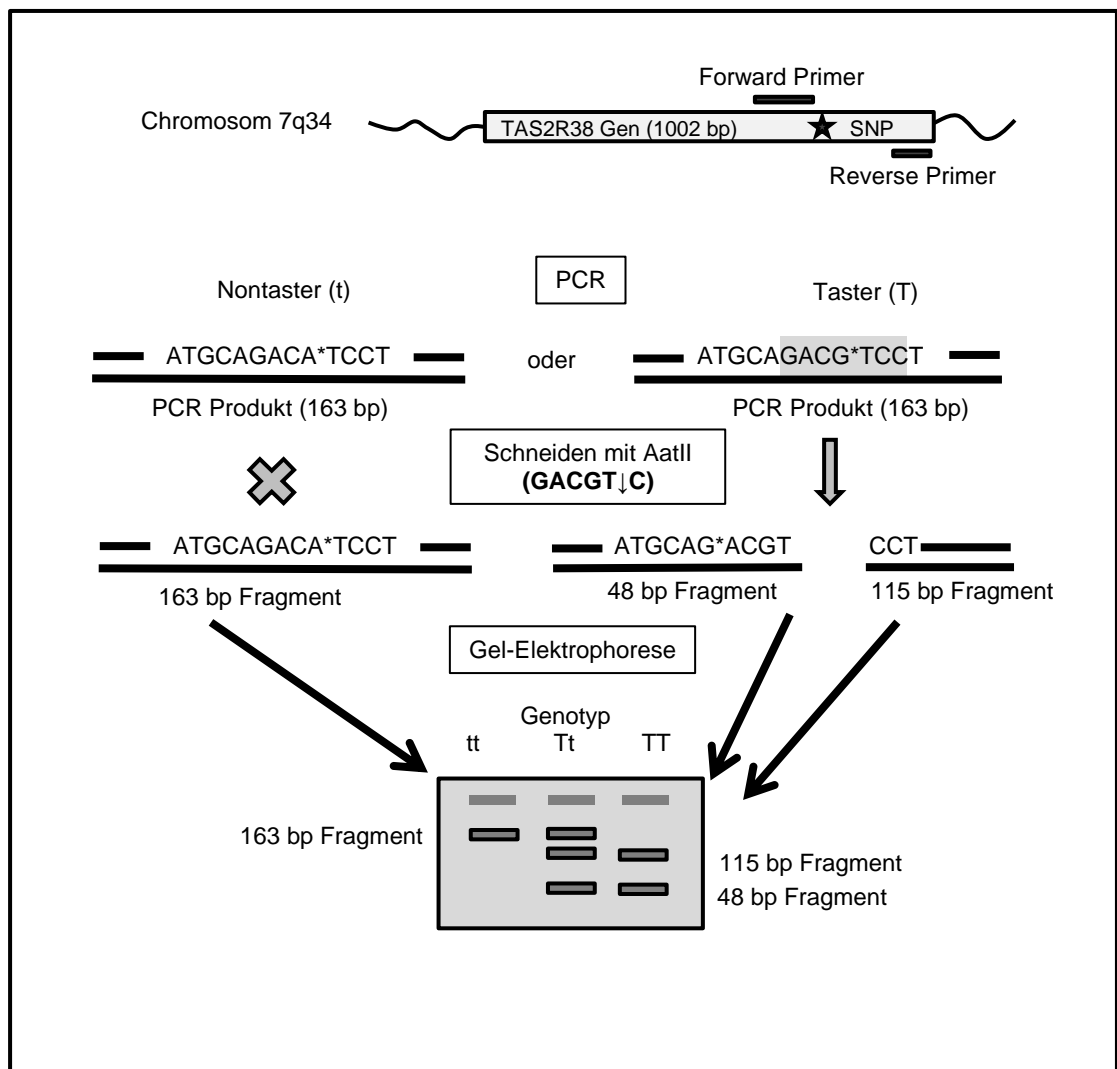 Forward Primer
Chromosom 7q34
TAS2R38 Gen (1002 bp) SNP
Reverse Primer
PCR
Nontaster (t) Taster (T)
ATGCAGACA*TCCT oder ATGCAGACG*TCCT
PCR Produkt (163 bp) PCR Produkt (163 bp)
Schneiden mit AatII
(GACGT↓C)
ATGCAGACA*TCCT ATGCAG*ACGT CCT
163 bp Fragment 48 bp Fragment 115 bp Fragment
Gel-Elektrophorese
Genotyp
tt Tt TT
163 bp Fragment
115 bp Fragment
48 bp Fragment